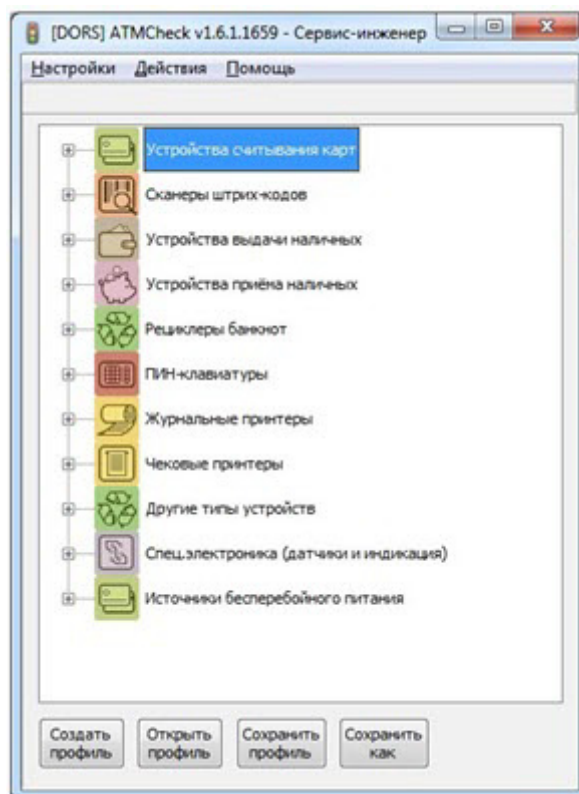 [DORS] ATMCheck v1.6.1.1659 - Сервис-инженер
Настройки Действия Помощь
Устройства считывания карт
Сканеры штрих-кодов
Устройства выдачи наличных
Устройства приёма наличных
Рециклеры банкнот
ПИН-клавиатуры
Журнальные принтеры
Чековые принтеры
Другие типы устройств
Спец.электроника (датчики и индикация)
Источники бесперебойного питания
Создать профиль
Открыть профиль
Сохранить профиль
Сохранить как